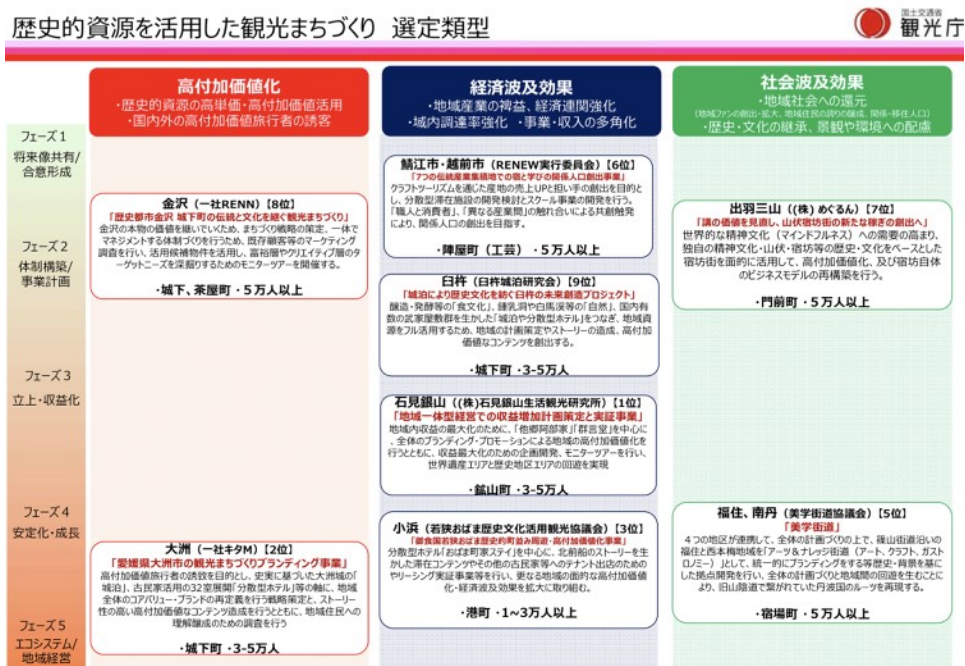 歴史的資源を活用した観光まちづくり 選定類型
国土交通省
観光庁
高付加価値化
・歴史的資源の高単価・高付加価値活用
・国内外の高付加価値旅行者の誘客
経済波及効果
・地域産業の裨益、経済連関強化
・域内調達率強化 ・事業・収入の多角化
社会波及効果
・地域社会への還元
(地域ファンの創出・拡大、地域住民の誇りの醸成、関係・移住人口)
・歴史・文化の継承、景観や環境への配慮
フェーズ1
将来像共有/
合意形成
フェーズ2
体制構築/
事業計画
フェーズ3
立上・収益化
フェーズ4
安定化・成長
フェーズ5
エコシステム/
地域経営
金沢（一社RENN）【8位】
「歴史都市金沢 城下町の伝統と文化を継ぐ観光まちづくり」
金沢の本物の価値を継いでいくため、まちづくり戦略の策定、一体で
マネジメントする体制づくりを行うため、既存顧客等のマーケティング
調査を行い、活用候補物件を活用し、富裕層やクリエイティブ層のタ
ーゲットニーズを深掘りするためのモニターツアーを開催する。
・城下、茶屋町・５万人以上
大洲（一社キタM）【2位】
「愛媛県大洲市の観光まちづくりブランディング事業」
高付加価値旅行者の誘致を目的とし、史実に基づいた大洲城の「
城泊」、古民家活用の32室展開「分散型ホテル」等の軸に、地域
全体のコアバリュー・ブランドの再定義を行う戦略策定と、ストーリー
性の高い高付加価値なコンテンツ造成を行うとともに、地域住民への
理解醸成のための調査を行う
・城下町・3-5万人
鯖江市・越前市（RENEW実行委員会）【6位】
「7つの伝統産業集積地での宿と学びの関係人口創出事業」
クラフトツーリズムを通じた産地の売上UPと担い手の創出を目的と
し、分散型滞在施設の開発検討とスクール事業の開発を行う。
「職人と消費者」、「異なる産業間」の触れ合いによる共創触発
により、関係人口の創出を目指す。
・陣屋町（工芸）・５万人以上
臼杵（臼杵城泊研究会）【9位】
「城泊により歴史文化を紡ぐ臼杵の未来創造プロジェクト」
醸造・発酵等の「食文化」、鍾乳洞や白馬渓等の「自然」、国内有
数の武家屋敷群を生かした「城泊や分散型ホテル」をつなぎ、地域資
源をフル活用するため、地域の計画策定やストーリーの造成、高付加
価値なコンテンツを創出する。
・城下町・3-5万人
石見銀山（(株)石見銀山生活観光研究所）【1位】
「地域一体型経営での収益増加計画策定と実証事業」
地域内収益の最大化のために、「他郷阿部家」「群言堂」を中心に
、全体のブランディング・プロモーションによる地域の高付加価値化を
行うとともに、収益最大化のための企画開発、モニターツアーを行い、
世界遺産エリアと歴史地区エリアの回遊を実現
・鉱山町・3-5万人
小浜（若狭おばま歴史文化活用観光協議会）【3位】
「御食国若狭おばま歴史的町並み周遊・高付加価値化事業」
分散型ホテル「おばま町家ステイ」を中心に、北前船のストーリーを生
かした滞在コンテンツやその他の古民家等へのテナント出店のため
のサブリーシング実証事業等を行い、更なる地域の面的な高付加価値
化・経済波及効果を拡大に取り組む。
・港町・1～3万人以上
出羽三山（(株) めぐるん）【7位】
「講の価値を見直し、山伏宿坊街の新たな稼ぎの創出へ」
世界的な精神文化（マインドフルネス）への需要の高まり、
独自の精神文化・山伏・宿坊等の歴史・文化をベースとした
宿坊街を面的に活用して、高付加価値化、及び宿坊自体
のビジネスモデルの再構築を行う。
・門前町・５万人以上
福住、南丹（美学街道協議会）【5位】
「美学街道」
４つの地区が連携して、全体の計画づくりの上で、篠山街道沿いの
福住と西本梅地域を「アーツ＆ナレッジ街道（アート、クラフト、ガスト
ロノミー）」として、統一的にブランディングをする等歴史・背景を基に
した拠点開発を行い、全体の計画づくりと地域間の回遊を生むことに
より、旧山陰道で繋がれていた丹波国のルーツを再現する。
・宿場町・５万人以上